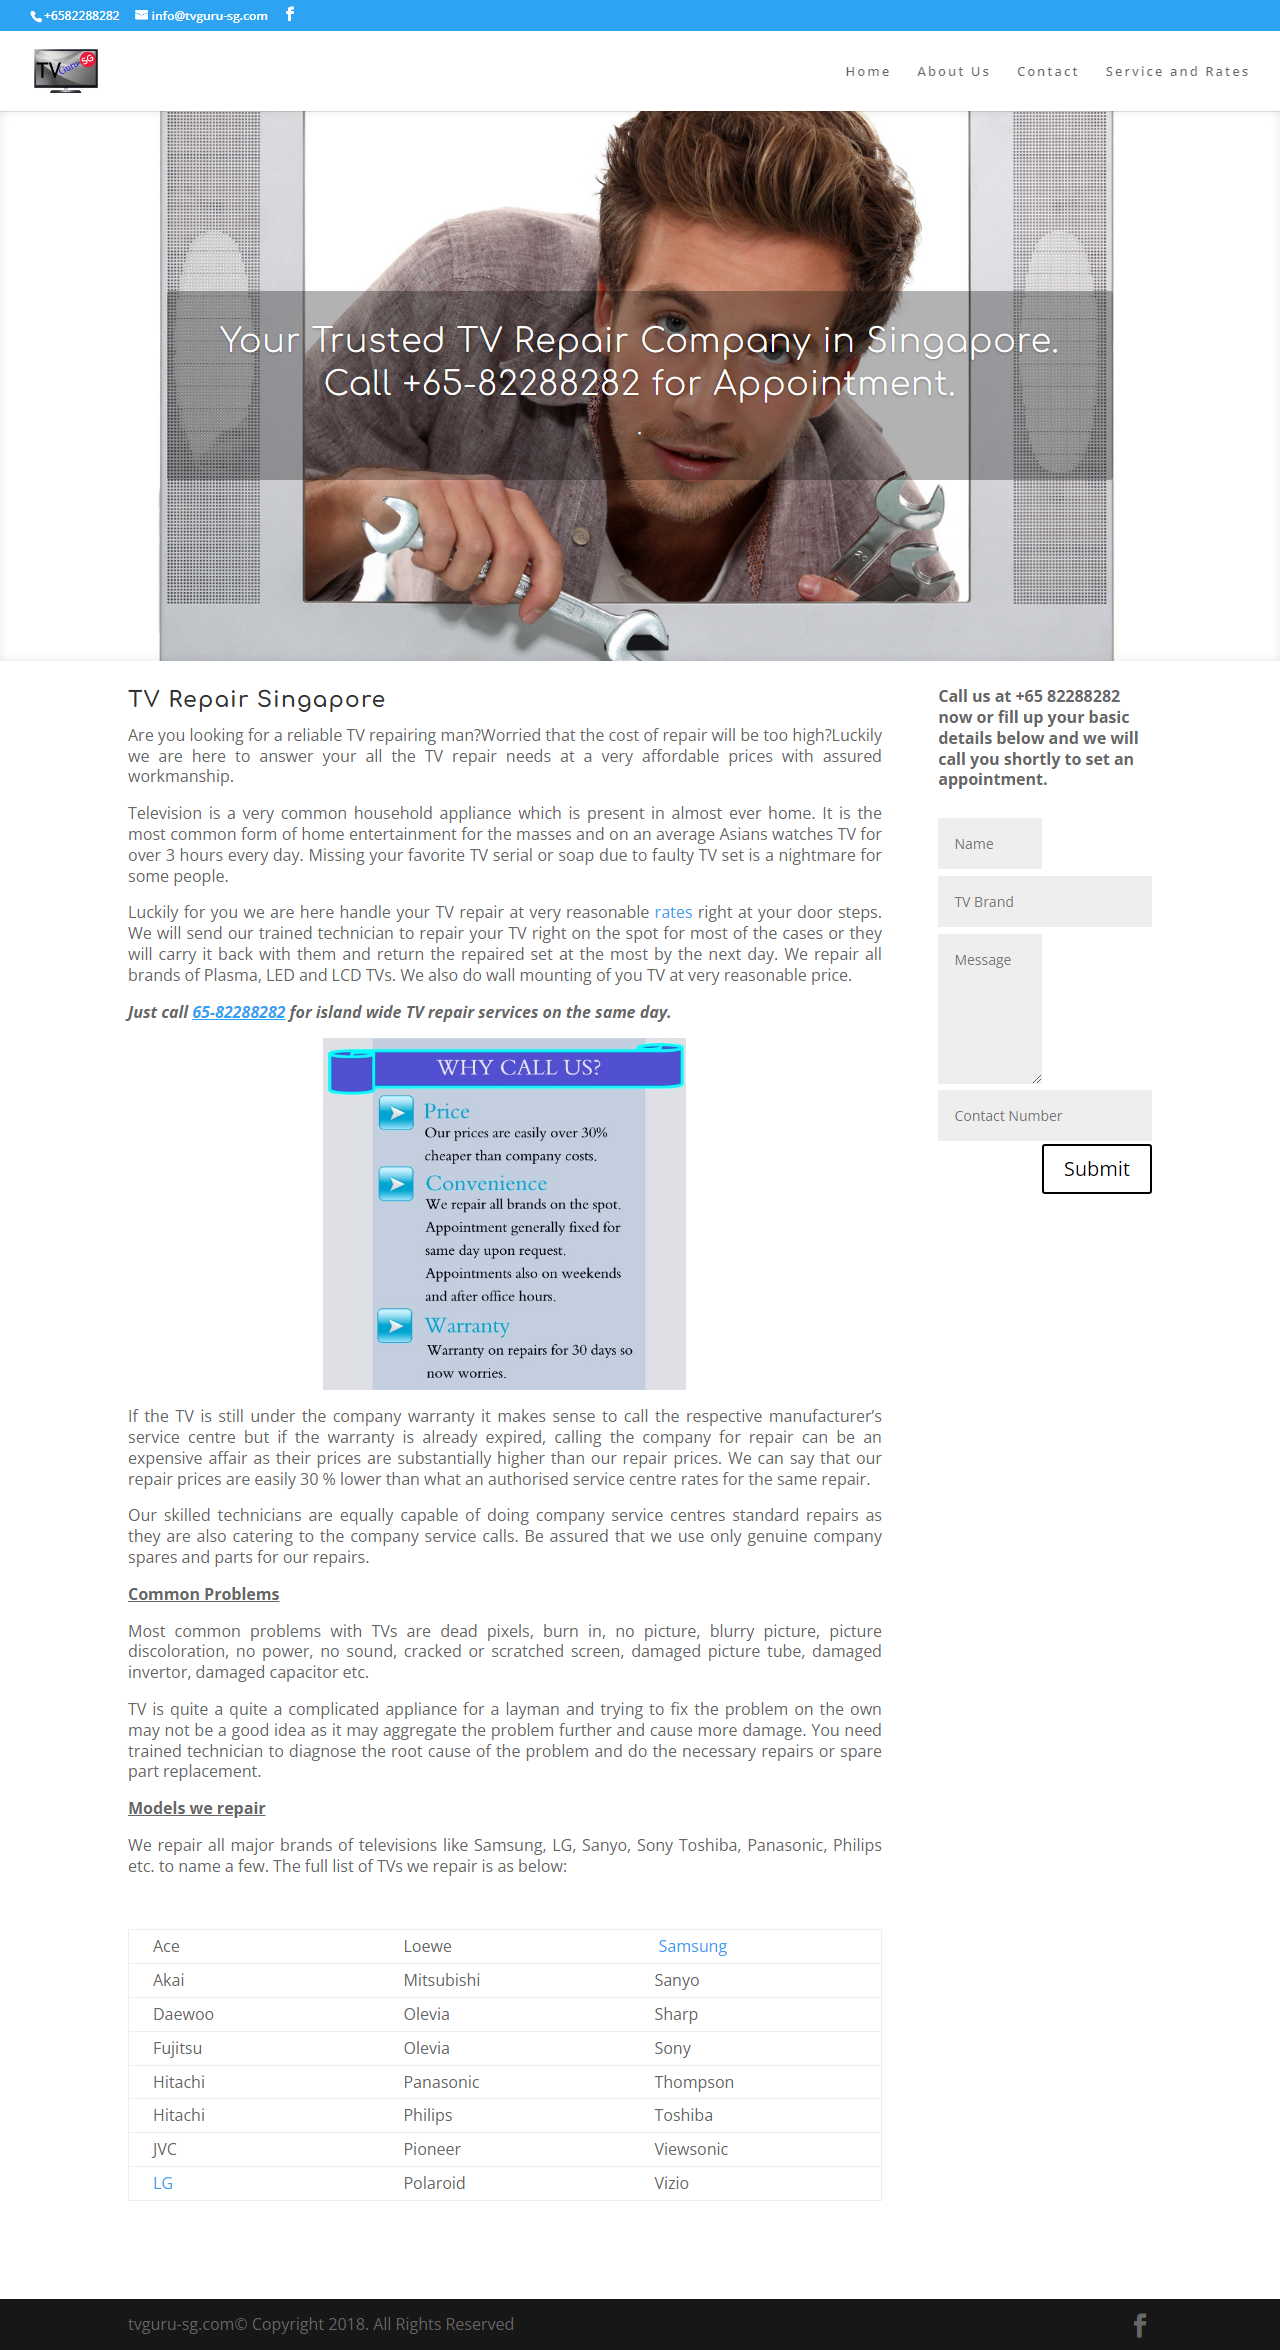 +6582288282 info@tvguru-sg.com
TV Guru SG
Home About Us Contact Service and Rates
Your Trusted TV Repair Company in Singapore.
Call +65-82288282 for Appointment.
.
TV Repair Singapore
Are you looking for a reliable TV repairing man?Worried that the cost of repair will be too high?Luckily
we are here to answer your all the TV repair needs at a very affordable prices with assured
workmanship.
Television is a very common household appliance which is present in almost ever home. It is the
most common form of home entertainment for the masses and on an average Asians watches TV for
over 3 hours every day. Missing your favorite TV serial or soap due to faulty TV set is a nightmare for
some people.
Luckily for you we are here handle your TV repair at very reasonable rates right at your door steps.
We will send our trained technician to repair your TV right on the spot for most of the cases or they
will carry it back with them and return the repaired set at the most by the next day. We repair all
brands of Plasma, LED and LCD TVs. We also do wall mounting of you TV at very reasonable price.
Just call 65-82288282 for island wide TV repair services on the same day.
WHY CALL US?
Price
Our prices are easily over 30%
cheaper than company costs.
Convenience
We repair all brands on the spot.
Appointment generally fixed for
same day upon request.
Appointments also on weekends
and after office hours.
Warranty
Warranty on repairs for 30 days so
now worries.
If the TV is still under the company warranty it makes sense to call the respective manufacturer’s
service centre but if the warranty is already expired, calling the company for repair can be an
expensive affair as their prices are substantially higher than our repair prices. We can say that our
repair prices are easily 30 % lower than what an authorised service centre rates for the same repair.
Our skilled technicians are equally capable of doing company service centres standard repairs as
they are also catering to the company service calls. Be assured that we use only genuine company
spares and parts for our repairs.
Common Problems
Most common problems with TVs are dead pixels, burn in, no picture, blurry picture, picture
discoloration, no power, no sound, cracked or scratched screen, damaged picture tube, damaged
invertor, damaged capacitor etc.
TV is quite a quite a complicated appliance for a layman and trying to fix the problem on the own
may not be a good idea as it may aggregate the problem further and cause more damage. You need
trained technician to diagnose the root cause of the problem and do the necessary repairs or spare
part replacement.
Models we repair
We repair all major brands of televisions like Samsung, LG, Sanyo, Sony Toshiba, Panasonic, Philips
etc. to name a few. The full list of TVs we repair is as below:
Ace Loewe Samsung
Akai Mitsubishi Sanyo
Daewoo Olevia Sharp
Fujitsu Olevia Sony
Hitachi Panasonic Thompson
Hitachi Philips Toshiba
JVC Pioneer Viewsonic
LG Polaroid Vizio
Call us at +65 82288282
now or fill up your basic
details below and we will
call you shortly to set an
appointment.
Name
TV Brand
Message
Contact Number
Submit
tvguru-sg.com© Copyright 2018. All Rights Reserved